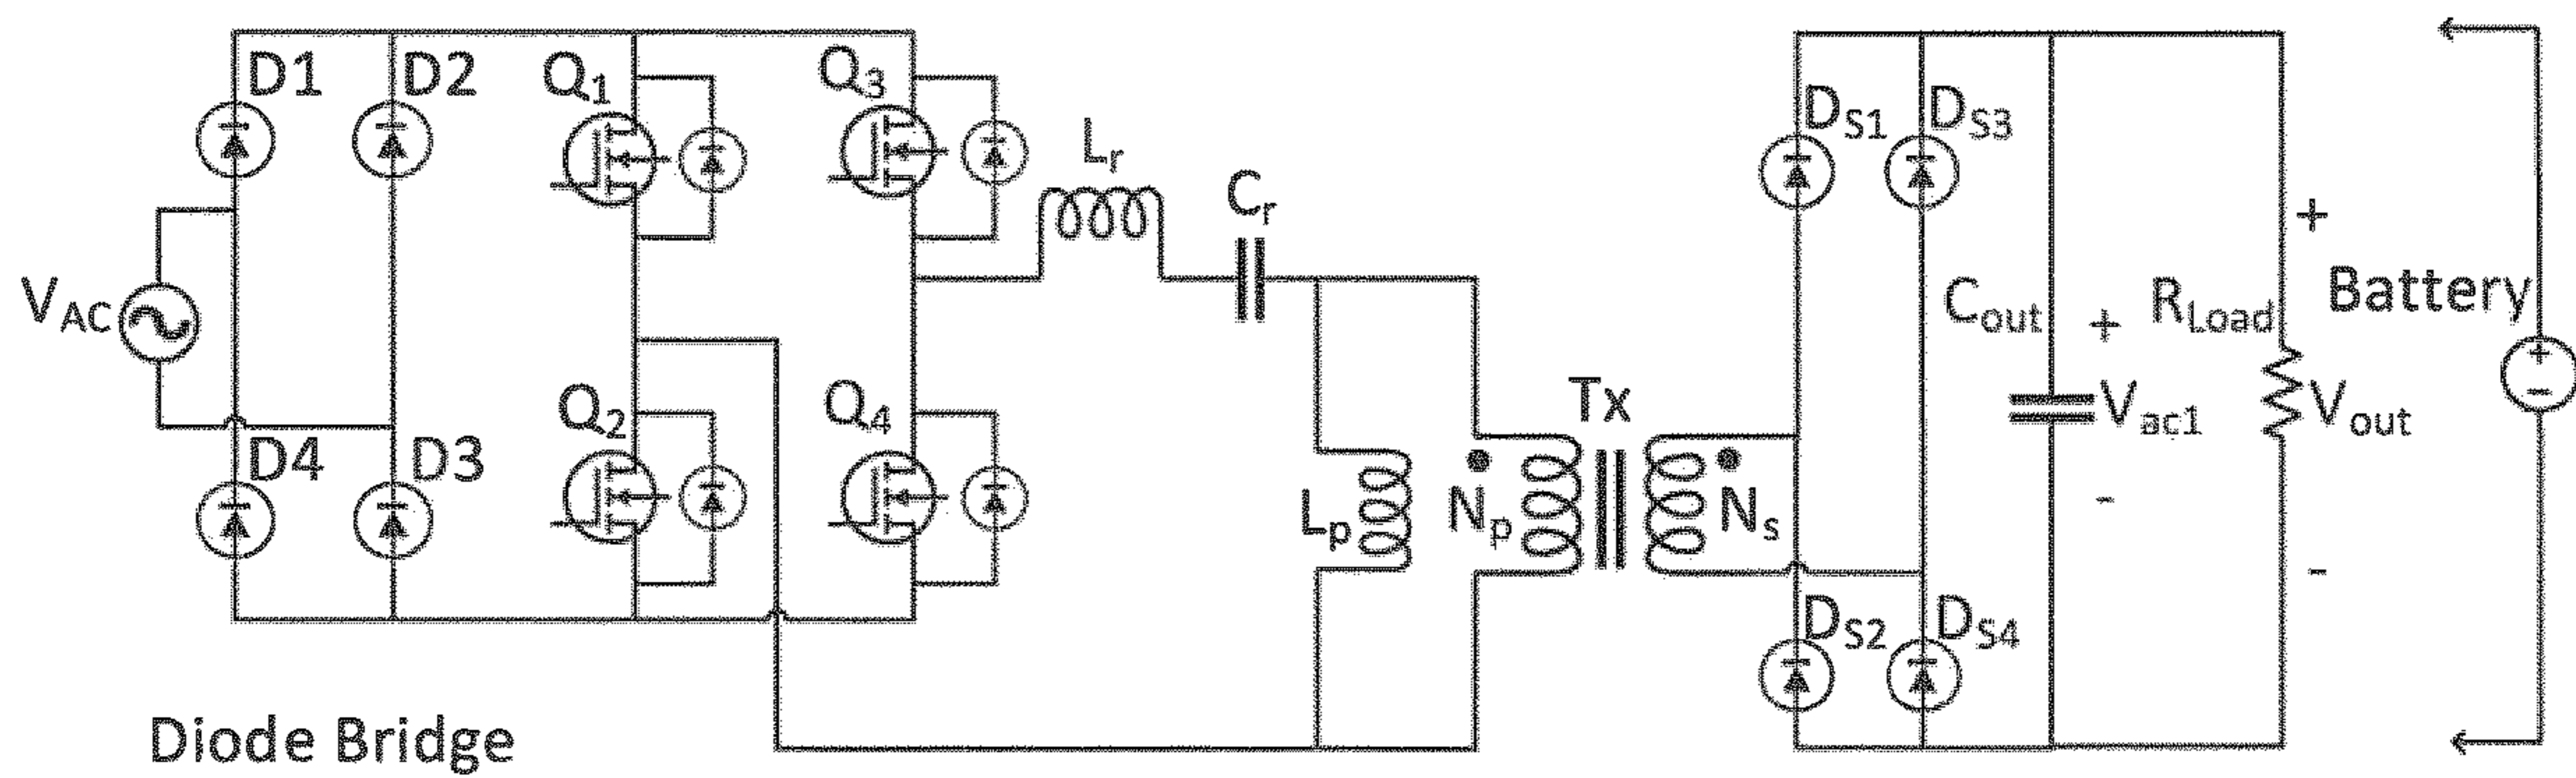 D1
D2
Q1
Q3
Lr
Cr
DS1
DS3
VAC
+
Cout
+
RLoad
Battery
+
-
D4
D3
Q2
Q4
Tx
Vac1
Vout
Lp
Np
Ns
-
-
DS2
DS4
Diode Bridge